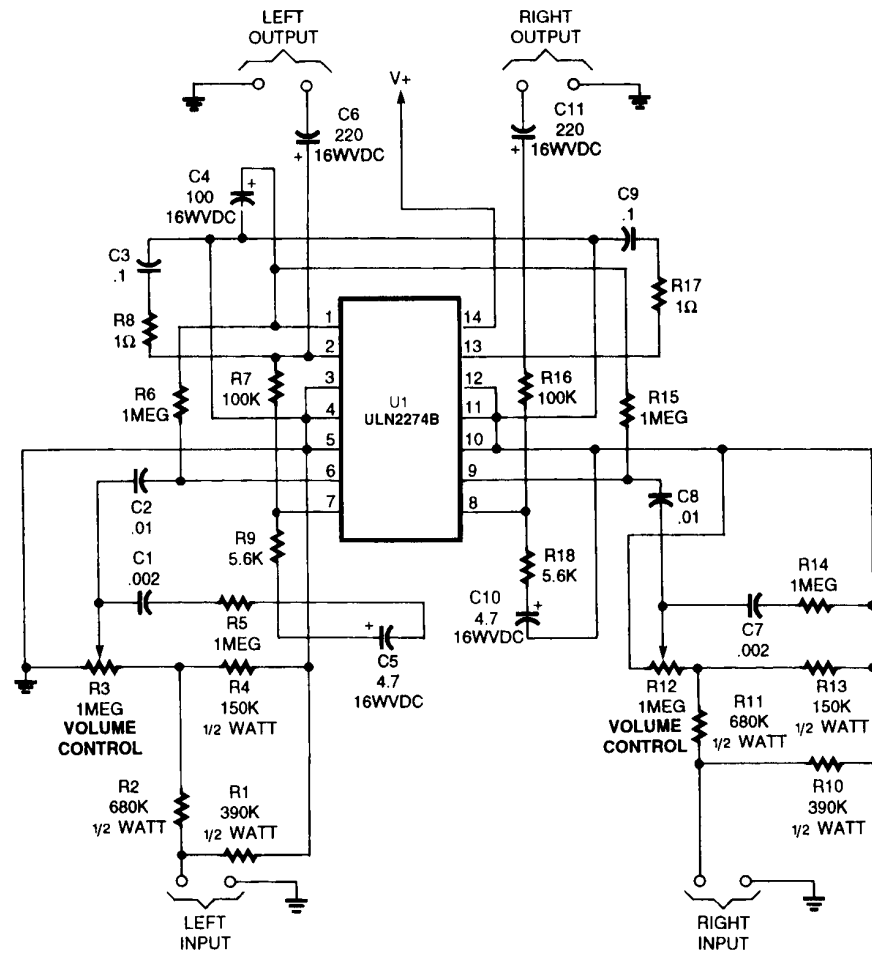 LEFT
OUTPUT
RIGHT
OUTPUT
V+
C6
220
16WVDC
+
C11
220
16WVDC
+
C4
100
16WVDC
+
C9
.1
C3
.1
R17
1Ω
R8
1Ω
1
2
3
4
5
6
7
14
13
12
11
10
9
8
U1
ULN2274B
R7
100K
R6
1MEG
R16
100K
R15
1MEG
C2
.01
C8
.01
R9
5.6K
R18
5.6K
C1
.002
R5
1MEG
C10
4.7
16WVDC
+
R14
1MEG
C7
.002
+
C5
4.7
16WVDC
R3
1MEG
VOLUME
CONTROL
R4
150K
1/2 WATT
R12
1MEG
VOLUME
CONTROL
R11
680K
1/2 WATT
R13
150K
1/2 WATT
R2
680K
1/2 WATT
R1
390K
1/2 WATT
R10
390K
1/2 WATT
LEFT
INPUT
RIGHT
INPUT